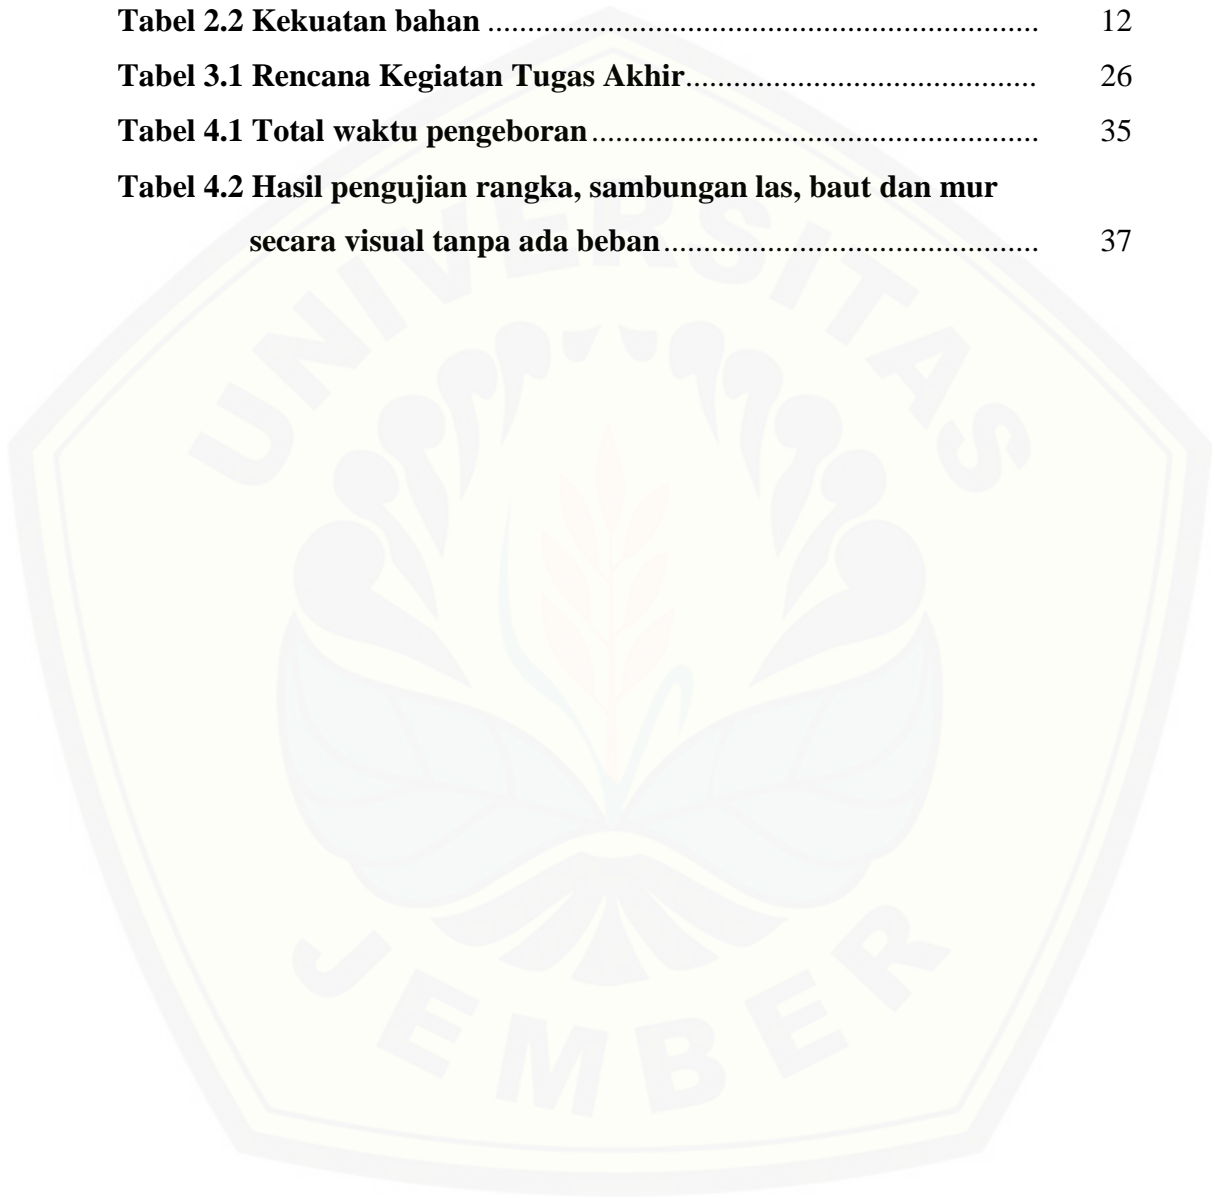 Tabel 2.2 Kekuatan bahan ..................................................................... 12
Tabel 3.1 Rencana Kegiatan Tugas Akhir............................................ 26
Tabel 4.1 Total waktu pengeboran........................................................ 35
Tabel 4.2 Hasil pengujian rangka, sambungan las, baut dan mur
secara visual tanpa ada beban............................................... 37
UNIVERSITAS
JEMBER